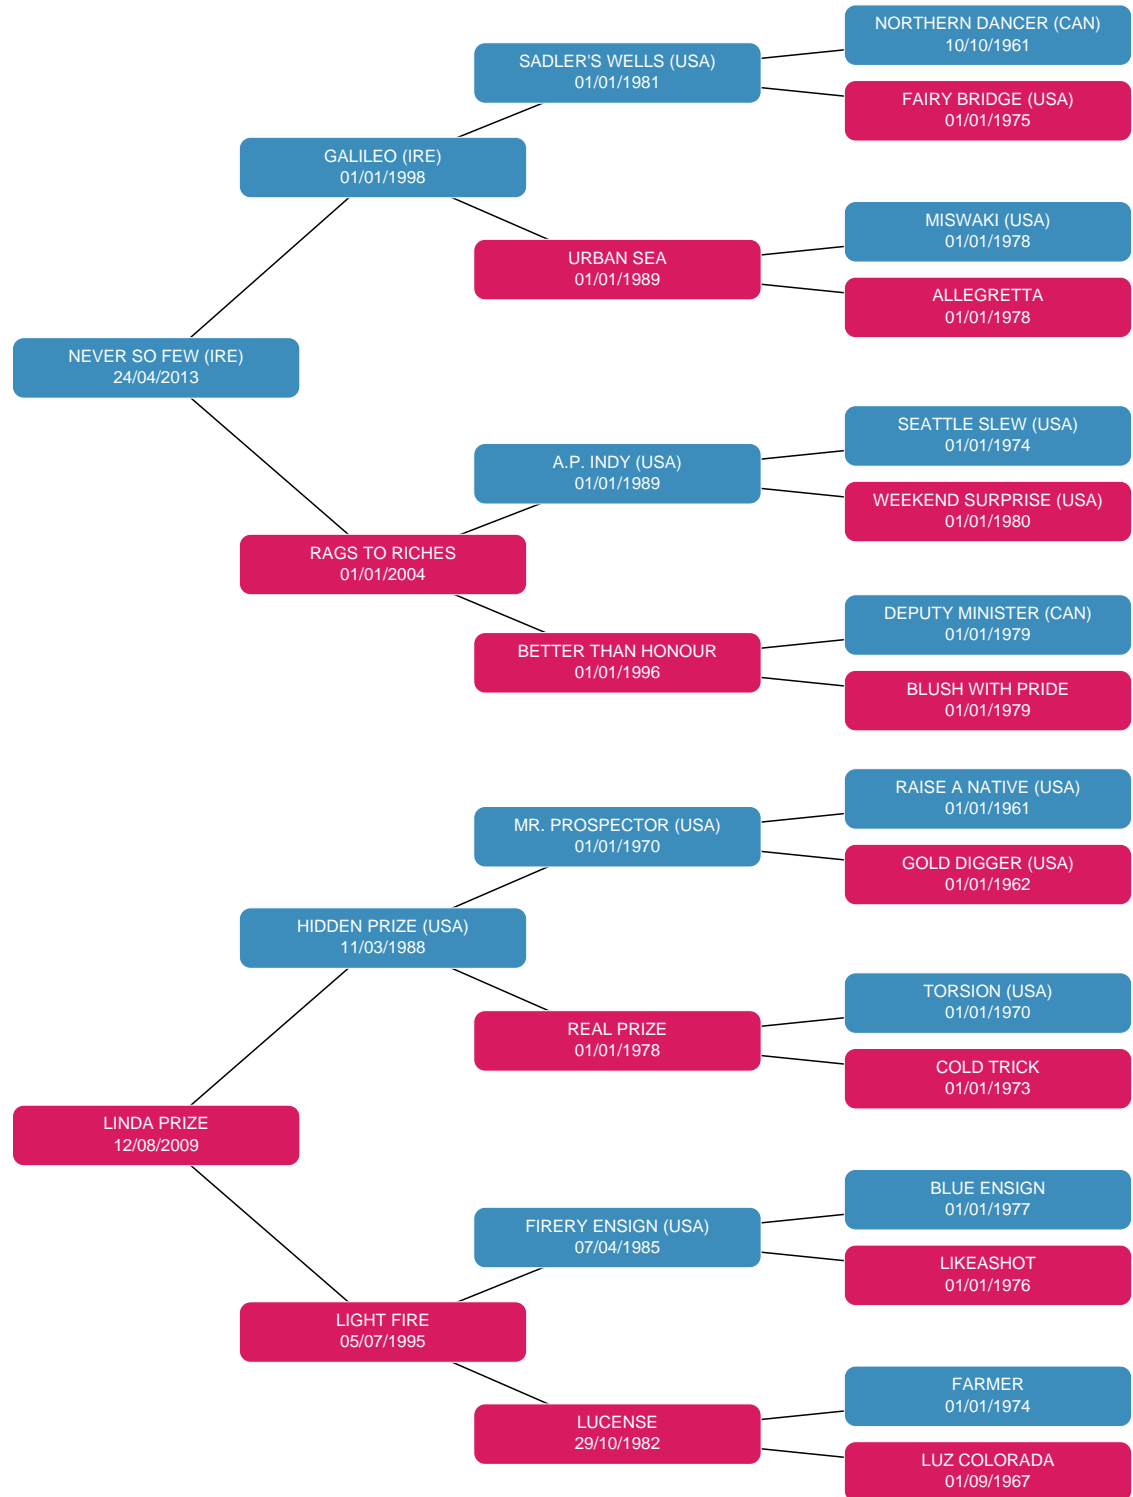 NORTHERN DANCER (CAN)
10/10/1961
SADLER'S WELLS (USA)
01/01/1981
FAIRY BRIDGE (USA)
01/01/1975
GALILEO (IRE)
01/01/1998
MISWAKI (USA)
01/01/1978
URBAN SEA
01/01/1989
ALLEGRETTA
01/01/1978
NEVER SO FEW (IRE)
24/04/2013
SEATTLE SLEW (USA)
01/01/1974
A.P. INDY (USA)
01/01/1989
WEEKEND SURPRISE (USA)
01/01/1980
RAGS TO RICHES
01/01/2004
DEPUTY MINISTER (CAN)
01/01/1979
BETTER THAN HONOUR
01/01/1996
BLUSH WITH PRIDE
01/01/1979
RAISE A NATIVE (USA)
01/01/1961
MR. PROSPECTOR (USA)
01/01/1970
GOLD DIGGER (USA)
01/01/1962
HIDDEN PRIZE (USA)
11/03/1988
TORSION (USA)
01/01/1970
REAL PRIZE
01/01/1978
COLD TRICK
01/01/1973
LINDA PRIZE
12/08/2009
BLUE ENSIGN
01/01/1977
FIRERY ENSIGN (USA)
07/04/1985
LIKEASHOT
01/01/1976
LIGHT FIRE
05/07/1995
FARMER
01/01/1974
LUCENSE
29/10/1982
LUZ COLORADA
01/09/1967